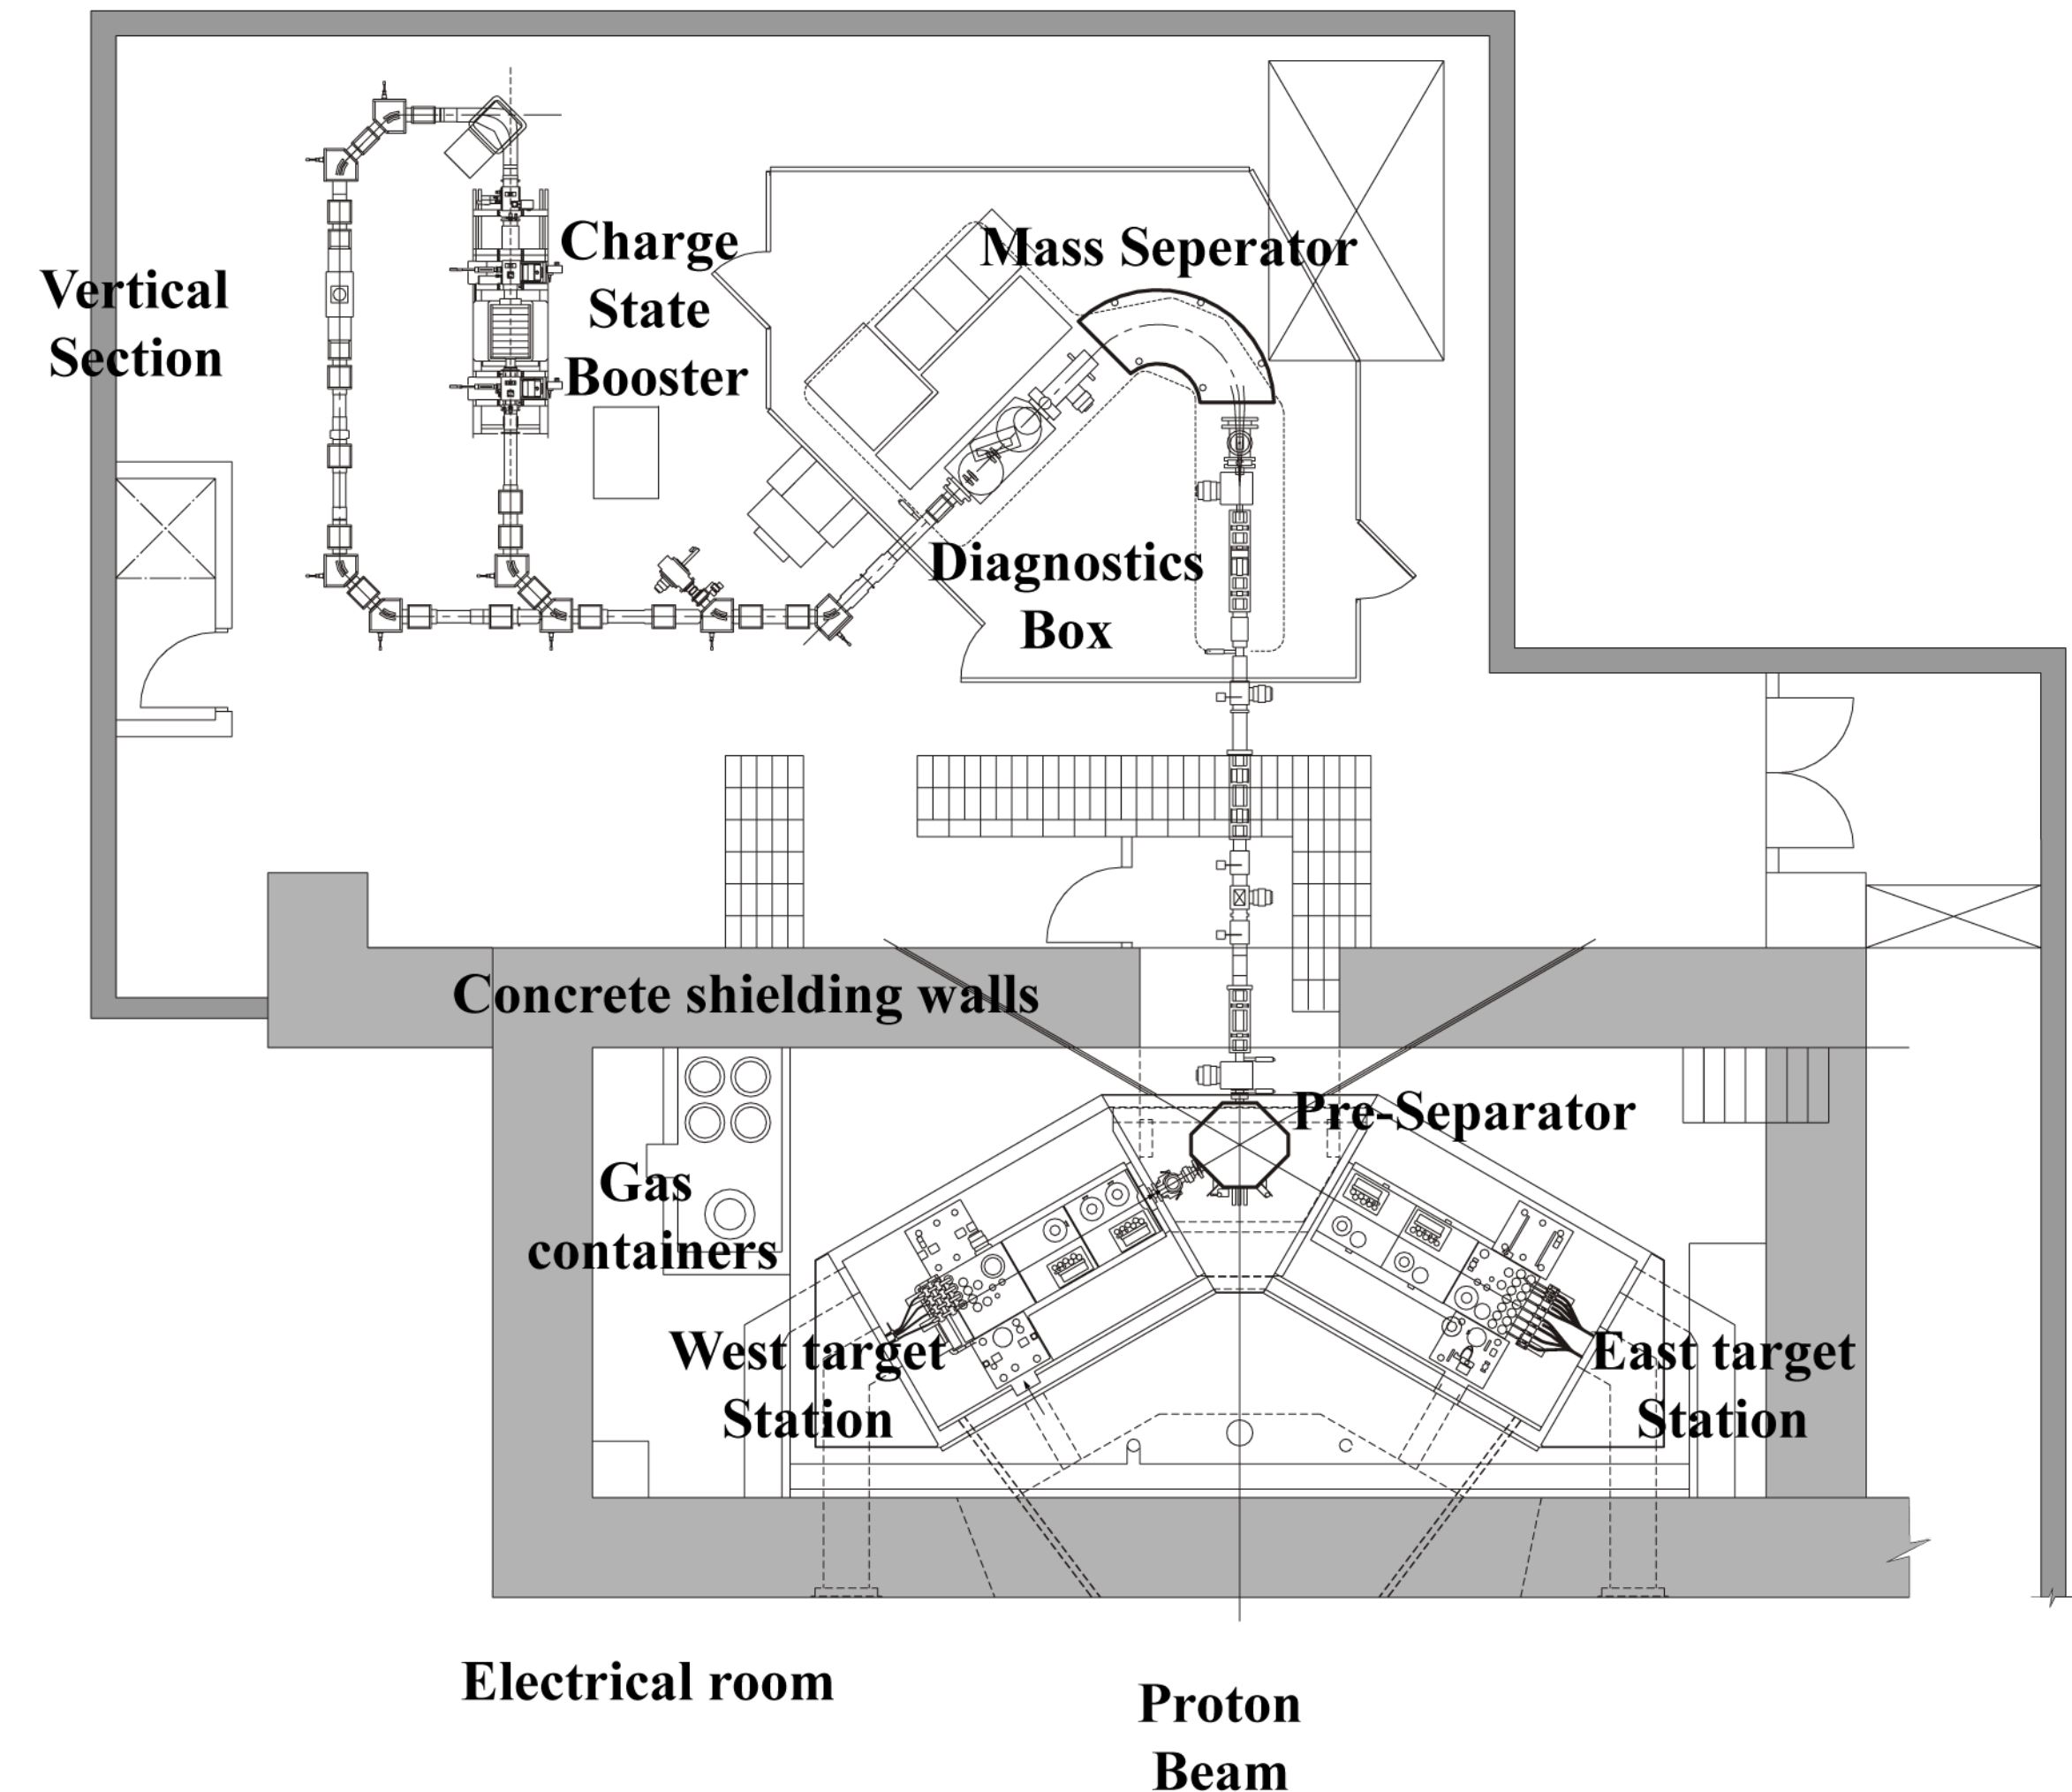 Charge
State
Booster
Mass Seperator
Vertical
Section
Diagnostics
Box
Concrete shielding walls
Pre-Separator
Gas
containers
West target
Station
East target
Station
Electrical room
Proton
Beam